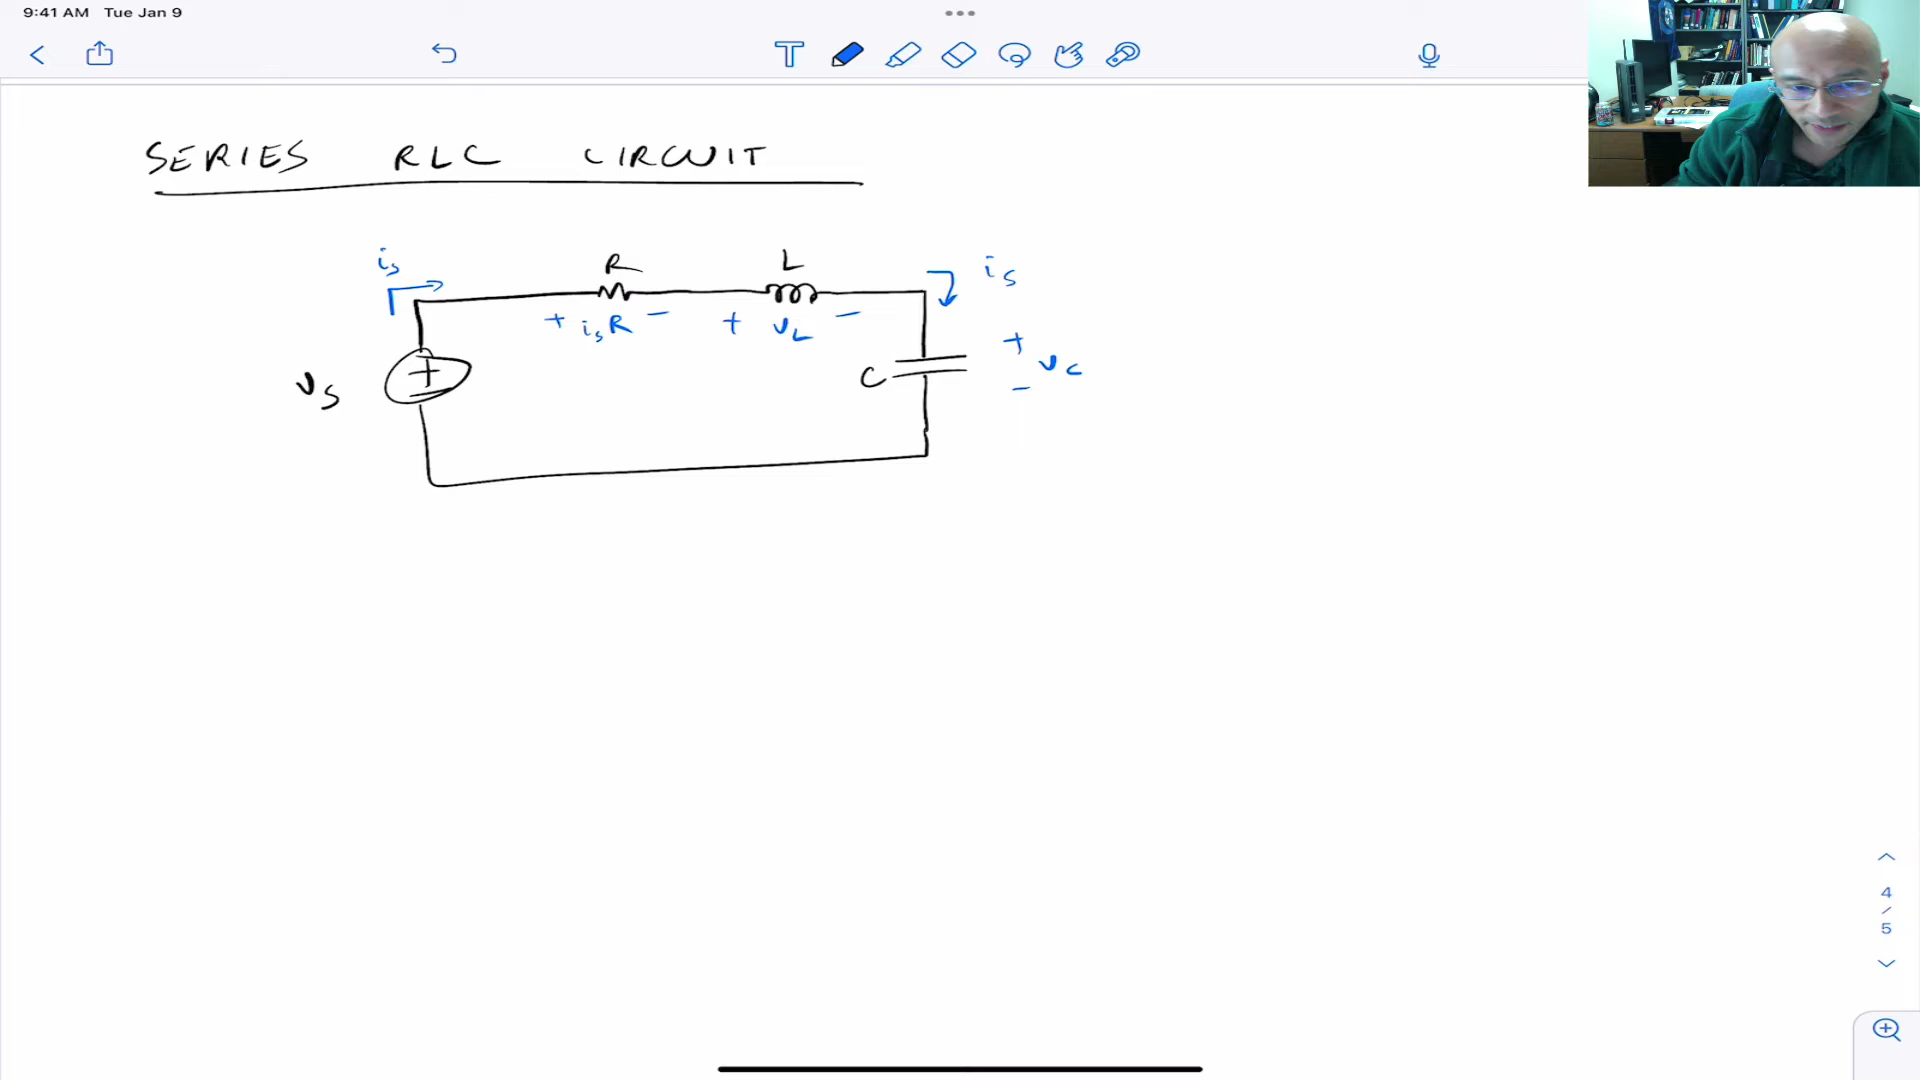 9:41 AM Tue Jan 9
SERIES RLC CIRCUIT
is R L is
+ isR - + vL - +
vs + C vc
-
4
/
5